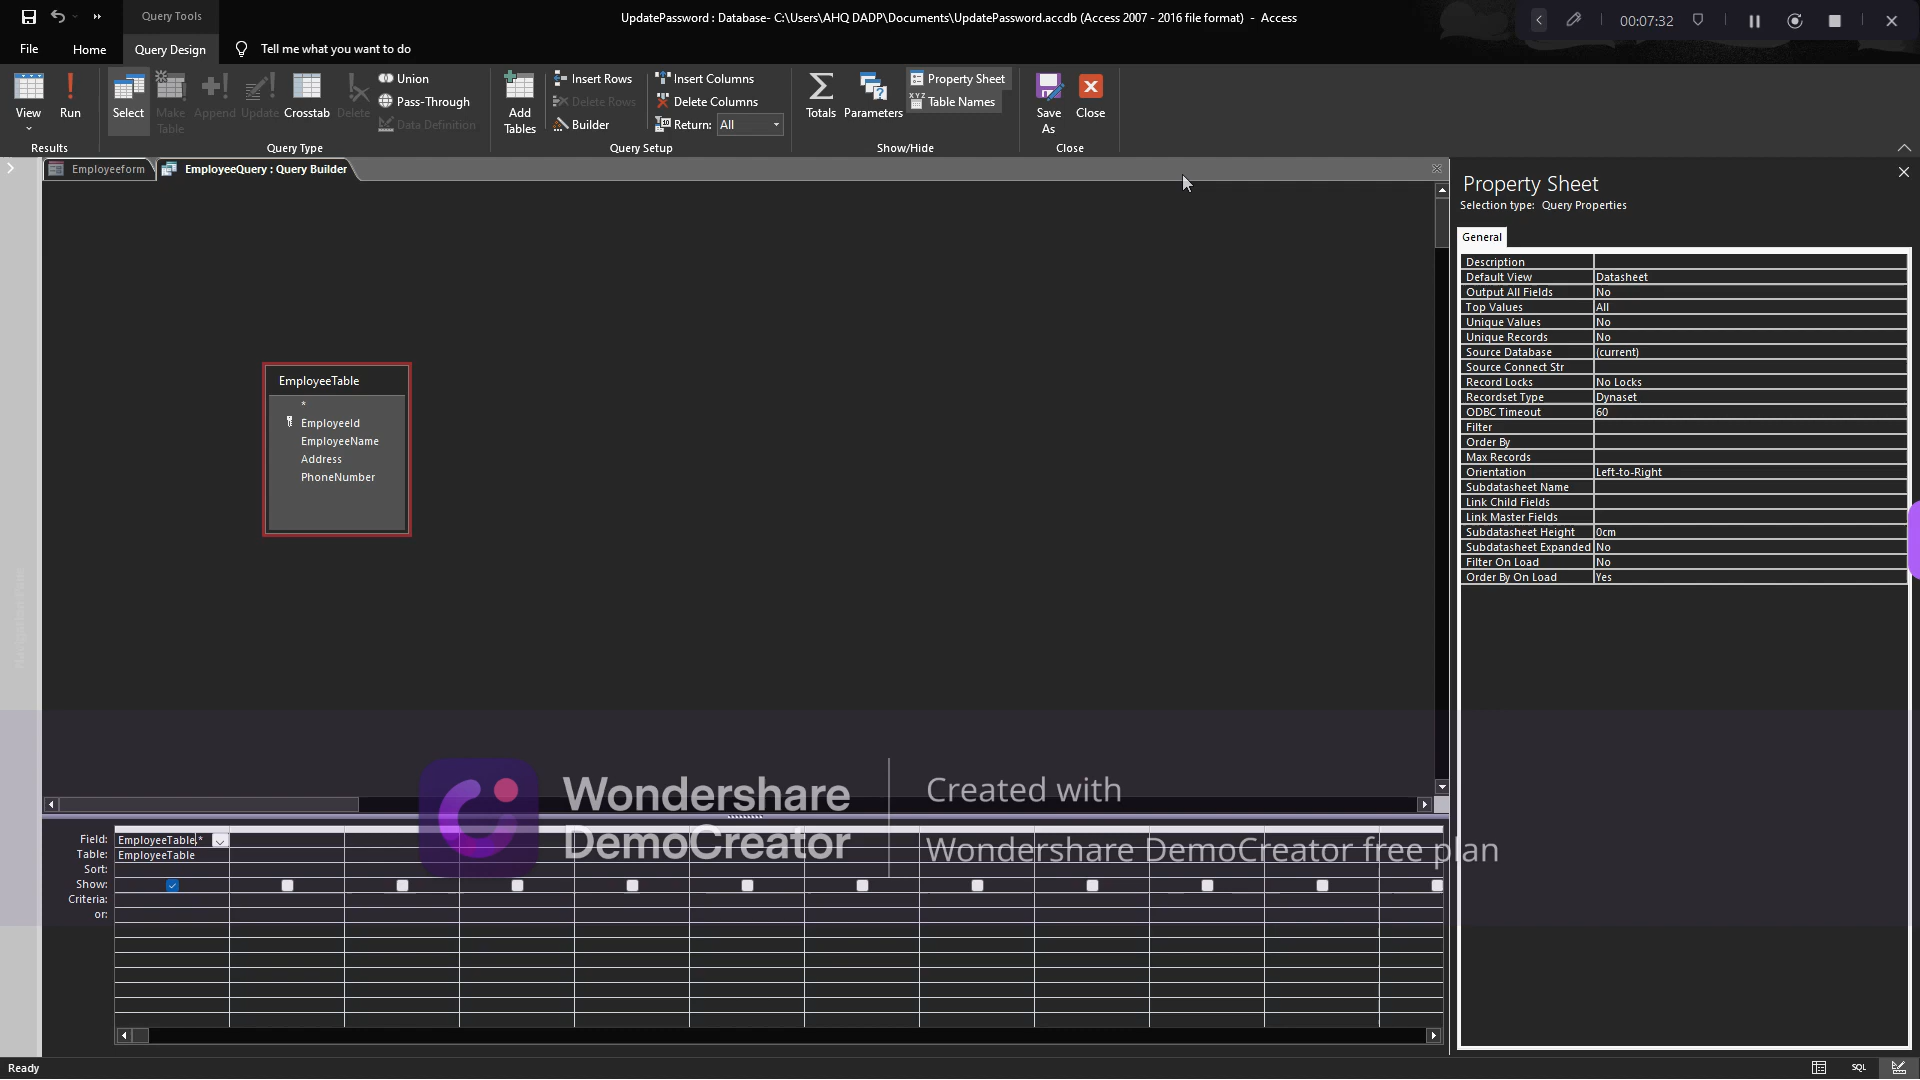 Query Tools
UpdatePassword : Database- C:\Users\AHQ DADP\Documents\UpdatePassword.accdb (Access 2007 - 2016 file format) - Access
00:07:32
File
Home
Query Design
Tell me what you want to do
View
Run
Select
Make Table
Append
Update
Crosstab
Delete
Union
Pass-Through
Data Definition
Add Tables
Insert Rows
Delete Rows
Builder
Insert Columns
Delete Columns
Return: All
Totals
Parameters
Property Sheet
Table Names
Save As
Close
Results
Query Type
Query Setup
Show/Hide
Close
Employeeform
EmployeeQuery : Query Builder
Property Sheet
Selection type: Query Properties
General
Description
Default View Datasheet
Output All Fields No
Top Values All
Unique Values No
Unique Records No
Source Database (current)
Source Connect Str
Record Locks No Locks
Recordset Type Dynaset
ODBC Timeout 60
Filter
Order By
Max Records
Orientation Left-to-Right
Subdatasheet Name
Link Child Fields
Link Master Fields
Subdatasheet Height 0cm
Subdatasheet Expanded No
Filter On Load No
Order By On Load Yes
EmployeeTable
*
EmployeeId
EmployeeName
Address
PhoneNumber
Navigation Pane
Wondershare
DemoCreator
Created with
Wondershare DemoCreator free plan
Field: EmployeeTable.*
Table: EmployeeTable
Sort:
Show:
Criteria:
or:
Ready
SQL